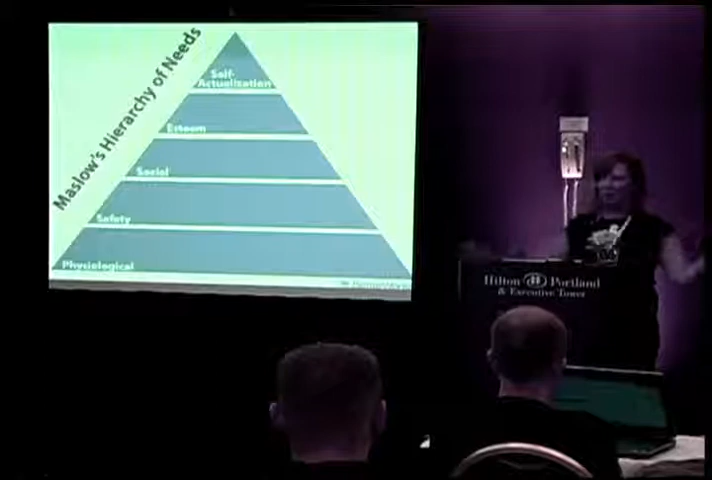 Maslow's Hierarchy of Needs
Self-
Actualization
Esteem
Social
Safety
Physiological
Hilton Portland
& Executive Tower